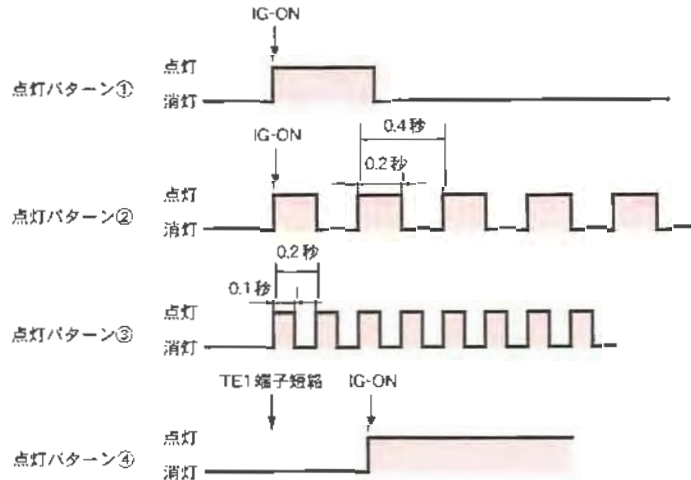 IG-ON
点灯
点灯パターン①
消灯
IG-ON
0.4秒
0.2秒
点灯
点灯パターン②
消灯
0.2秒
0.1秒
点灯
点灯パターン③
消灯
TE1端子短絡
IG-ON
点灯
点灯パターン④
消灯